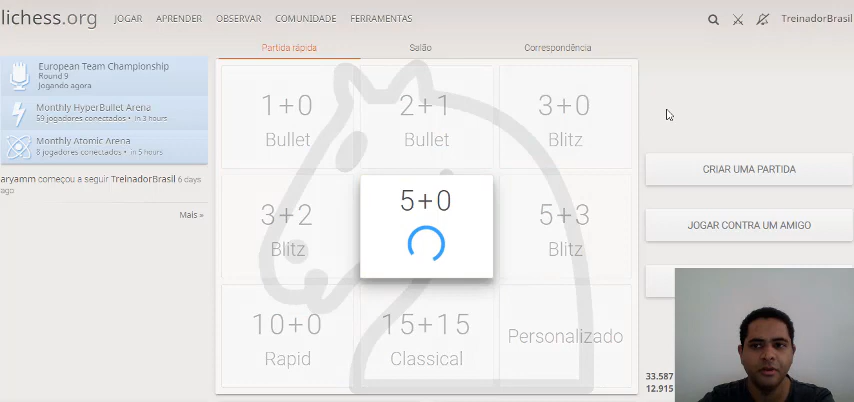 lichess.org JOGAR APRENDER OBSERVAR COMUNIDADE FERRAMENTAS TreinadorBrasil
Partida rápida Salão Correspondência
European Team Championship
Round 9
Jogando agora
Monthly HyperBullet Arena
59 jogadores conectados • in 3 hours
Monthly Atomic Arena
8 jogadores conectados • in 5 hours
aryamm começou a seguir TreinadorBrasil 6 days
ago
Mais »
1+0
Bullet
2+1
Bullet
3+0
Blitz
3+2
Blitz
5+0
5+3
Blitz
10+0
Rapid
15+15
Classical
Personalizado
CRIAR UMA PARTIDA
JOGAR CONTRA UM AMIGO
33.587
12.915